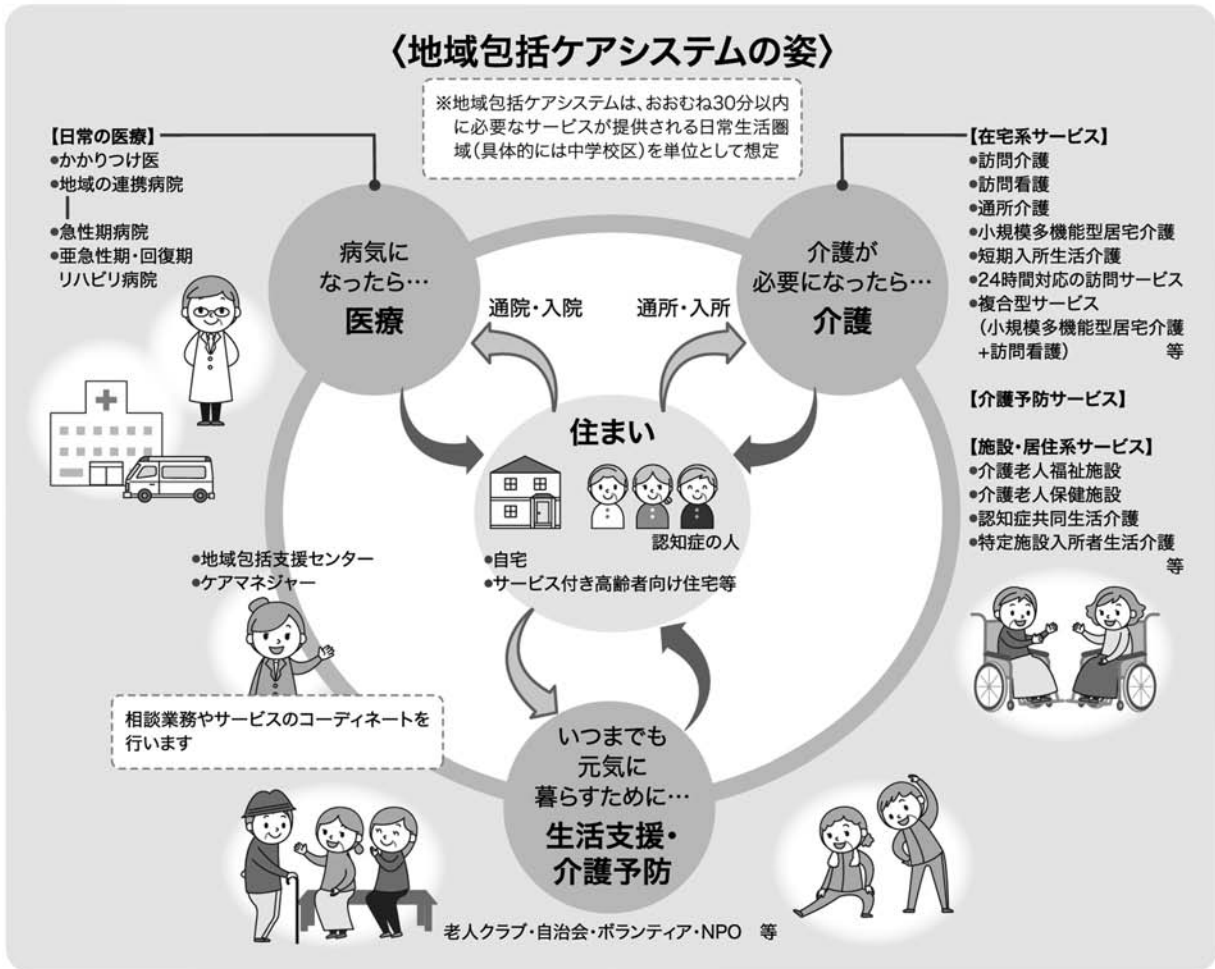 〈地域包括ケアシステムの姿〉
※地域包括ケアシステムは、おおむね30分以内
に必要なサービスが提供される日常生活圏
域(具体的には中学校区)を単位として想定
【日常の医療】
●かかりつけ医
●地域の連携病院
●急性期病院
●亜急性期・回復期
リハビリ病院
病気に
なったら…
医療
通院・入院
通所・入所
介護が
必要になったら…
介護
【在宅系サービス】
●訪問介護
●訪問看護
●通所介護
●小規模多機能型居宅介護
●短期入所生活介護
●24時間対応の訪問サービス
●複合型サービス
(小規模多機能型居宅介護
+訪問看護) 等
【介護予防サービス】
【施設・居住系サービス】
●介護老人福祉施設
●介護老人保健施設
●認知症共同生活介護
●特定施設入所者生活介護
等
住まい
認知症の人
●自宅
●サービス付き高齢者向け住宅等
●地域包括支援センター
●ケアマネジャー
相談業務やサービスのコーディネートを
行います
いつまでも
元気に
暮らすために…
生活支援・
介護予防
老人クラブ・自治会・ボランティア・NPO 等